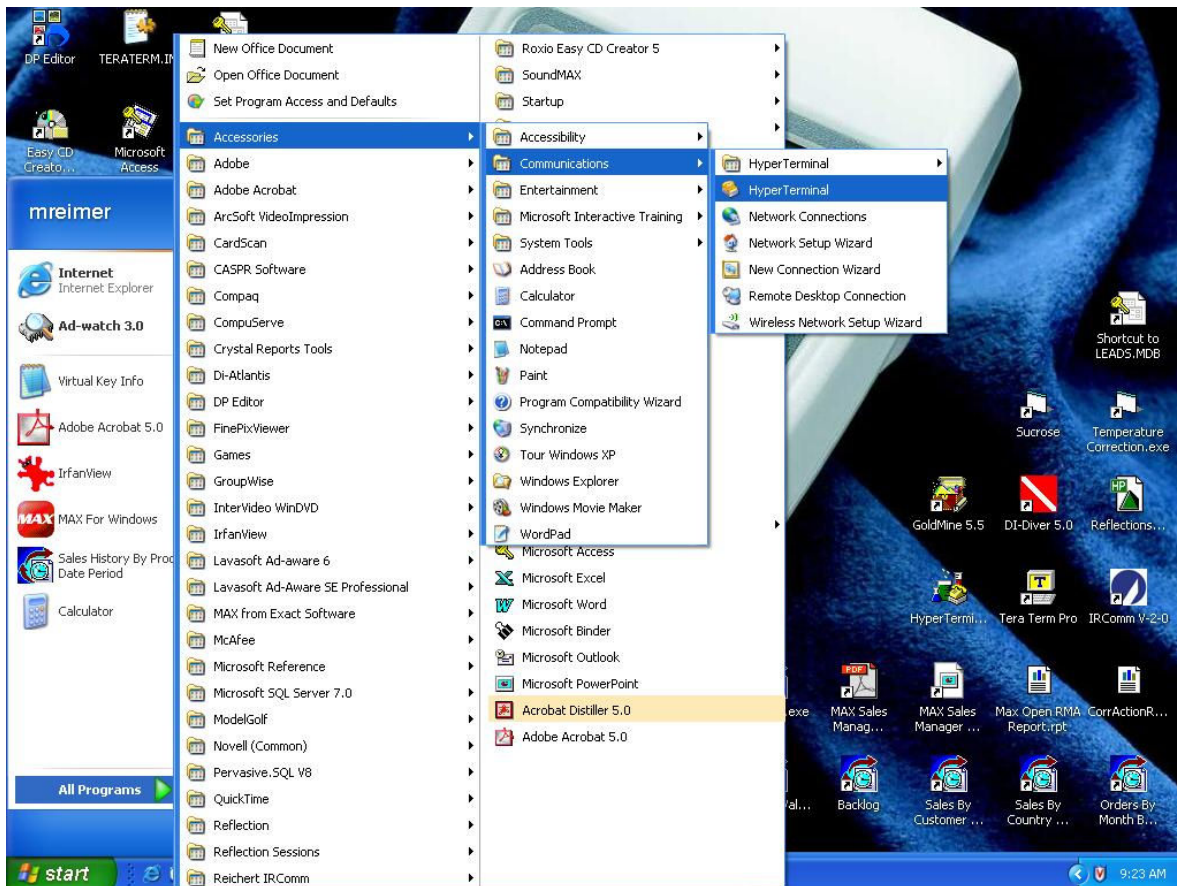 DP Editor
TERATERM.IN
Easy CD
Creato...
Microsoft
Access
mreimer
Internet
Internet Explorer
Ad-watch 3.0
Virtual Key Info
Adobe Acrobat 5.0
IrfanView
MAX
MAX For Windows
Sales History By Prod
Date Period
Calculator
All Programs
start
New Office Document
Open Office Document
Set Program Access and Defaults
Accessories
Adobe
Adobe Acrobat
ArcSoft VideoImpression
CardScan
CASPR Software
Compaq
CompuServe
Crystal Reports Tools
Di-Atlantis
DP Editor
FinePixViewer
Games
GroupWise
InterVideo WinDVD
IrfanView
Lavasoft Ad-aware 6
Lavasoft Ad-Aware SE Professional
MAX from Exact Software
McAfee
Microsoft Reference
Microsoft SQL Server 7.0
ModelGolf
Novell (Common)
Pervasive.SQL V8
QuickTime
Reflection
Reflection Sessions
Reichert IRComm
Roxio Easy CD Creator 5
SoundMAX
Startup
Accessibility
Communications
Entertainment
Microsoft Interactive Training
System Tools
Address Book
Calculator
Command Prompt
Notepad
Paint
Program Compatibility Wizard
Synchronize
Tour Windows XP
Windows Explorer
Windows Movie Maker
WordPad
Microsoft Access
Microsoft Excel
Microsoft Word
Microsoft Binder
Microsoft Outlook
Microsoft PowerPoint
Acrobat Distiller 5.0
Adobe Acrobat 5.0
HyperTerminal
HyperTerminal
Network Connections
Network Setup Wizard
New Connection Wizard
Remote Desktop Connection
Wireless Network Setup Wizard
Shortcut to
LEADS.MDB
Sucrose
Temperature
Correction.exe
GoldMine 5.5
DI-Diver 5.0
HP
Reflections...
HyperTermi...
Tera Term Pro
IRComm V-2-0
.exe
PDF
MAX Sales
Manag...
MAX Sales
Manager ...
Max Open RMA
Report.rpt
CorrActionR...
Val...
Backlog
Sales By
Customer ...
Sales By
Country ...
Orders By
Month B...
9:23 AM